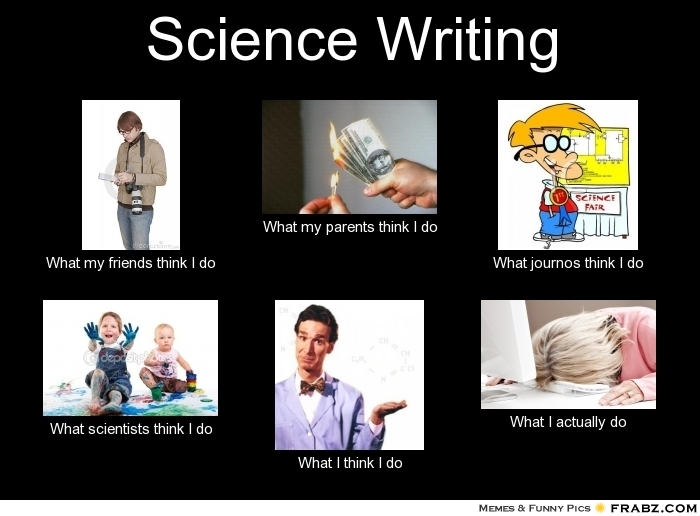 Science Writing
What my friends think I do
What my parents think I do
SCIENCE
FAIR
What journos think I do
What scientists think I do
What I think I do
What I actually do
MEMES & FUNNY PICS
FRABZ.COM